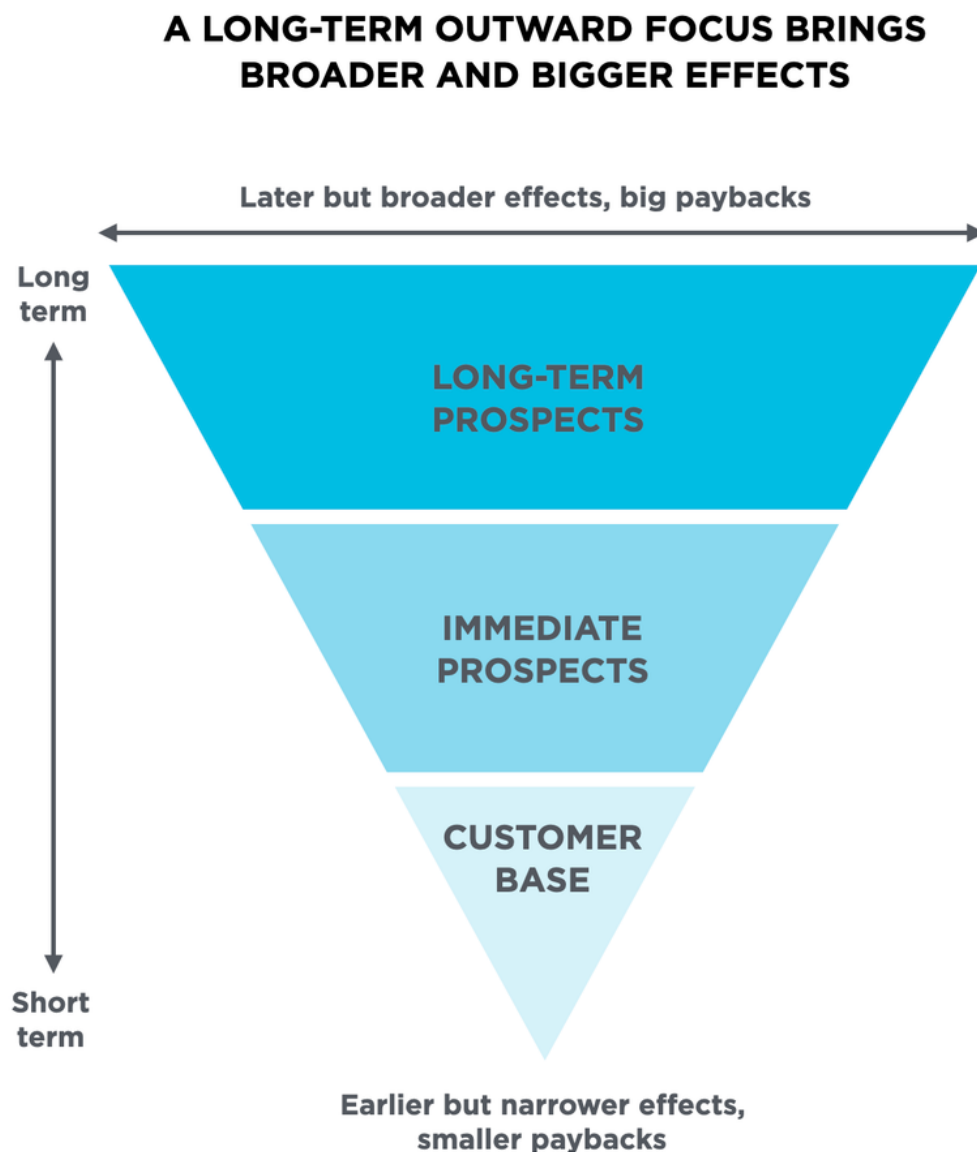 A LONG-TERM OUTWARD FOCUS BRINGS
BROADER AND BIGGER EFFECTS
Later but broader effects, big paybacks
Long
term
LONG-TERM
PROSPECTS
IMMEDIATE
PROSPECTS
CUSTOMER
BASE
Short
term
Earlier but narrower effects,
smaller paybacks